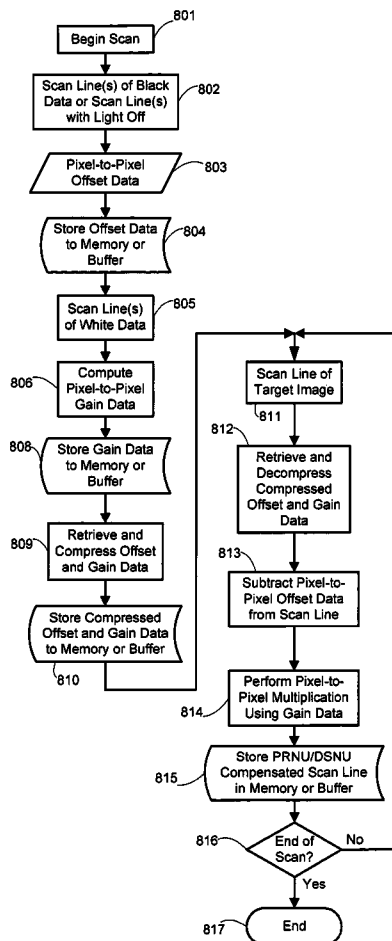 801
Begin Scan
Scan Line(s) of Black
Data or Scan Line(s)
with Light Off
802
Pixel-to-Pixel
Offset Data
803
Store Offset Data
to Memory or
Buffer
804
Scan Line(s)
of White Data
805
806
Compute
Pixel-to-Pixel
Gain Data
808
Store Gain Data
to Memory or
Buffer
809
Retrieve and
Compress Offset
and Gain Data
Store Compressed
Offset and Gain Data
to Memory or Buffer
810
Scan Line of
Target Image
811
812
Retrieve and
Decompress
Compressed
Offset and Gain
Data
813
Subtract Pixel-to-
Pixel Offset Data
from Scan Line
814
Perform Pixel-to-
Pixel Multiplication
Using Gain Data
815
Store PRNU/DSNU
Compensated Scan Line
in Memory or Buffer
816
End of
Scan?
No
Yes
817
End